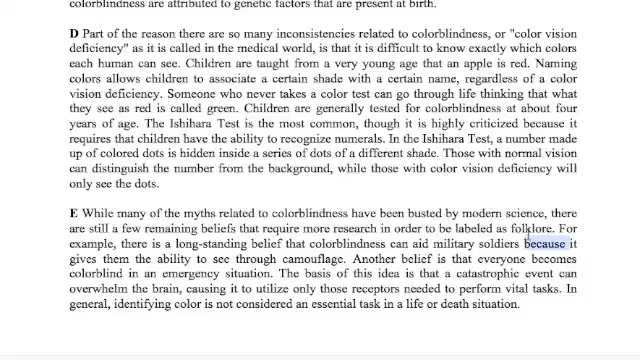 colorblindness are attributed to genetic factors that are present at birth.
D Part of the reason there are so many inconsistencies related to colorblindness, or "color vision
deficiency" as it is called in the medical world, is that it is difficult to know exactly which colors
each human can see. Children are taught from a very young age that an apple is red. Naming
colors allows children to associate a certain shade with a certain name, regardless of a color
vision deficiency. Someone who never takes a color test can go through life thinking that what
they see as red is called green. Children are generally tested for colorblindness at about four
years of age. The Ishihara Test is the most common, though it is highly criticized because it
requires that children have the ability to recognize numerals. In the Ishihara Test, a number made
up of colored dots is hidden inside a series of dots of a different shade. Those with normal vision
can distinguish the number from the background, while those with color vision deficiency will
only see the dots.
E While many of the myths related to colorblindness have been busted by modern science, there
are still a few remaining beliefs that require more research in order to be labeled as folklore. For
example, there is a long-standing belief that colorblindness can aid military soldiers because it
gives them the ability to see through camouflage. Another belief is that everyone becomes
colorblind in an emergency situation. The basis of this idea is that a catastrophic event can
overwhelm the brain, causing it to utilize only those receptors needed to perform vital tasks. In
general, identifying color is not considered an essential task in a life or death situation.